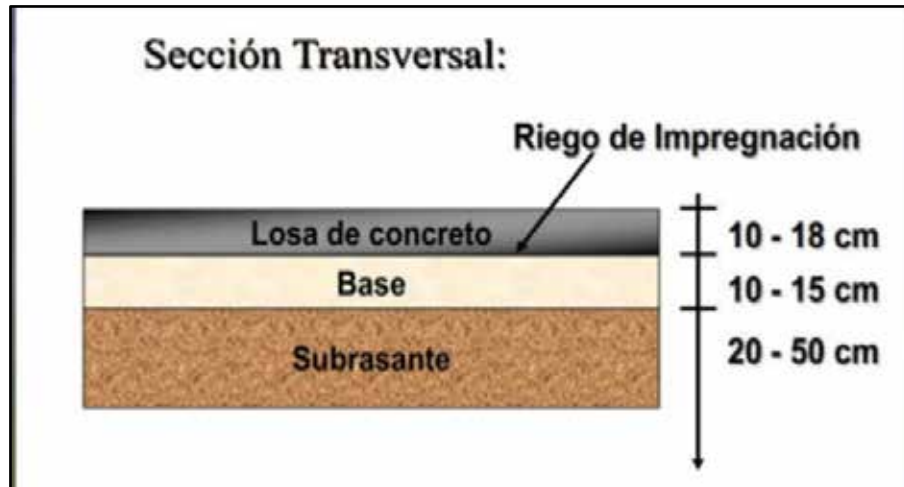 Sección Transversal:
Riego de Impregnación
Losa de concreto
10 - 18 cm
Base
10 - 15 cm
Subrasante
20 - 50 cm